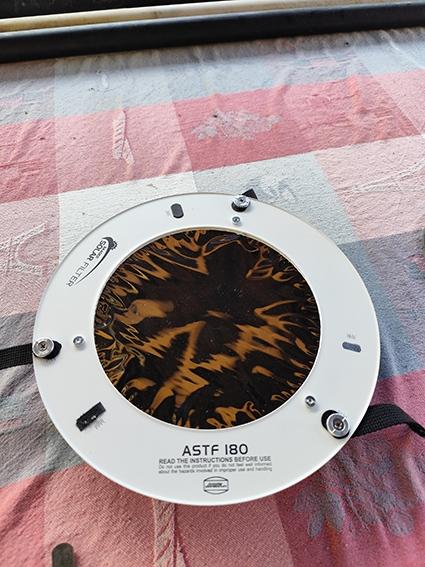 SOLAR FILTER
ASTF 180
READ THE INSTRUCTIONS BEFORE USE
Do not use the product if you do not feel well informed
about the hazards involved in improper use and handling